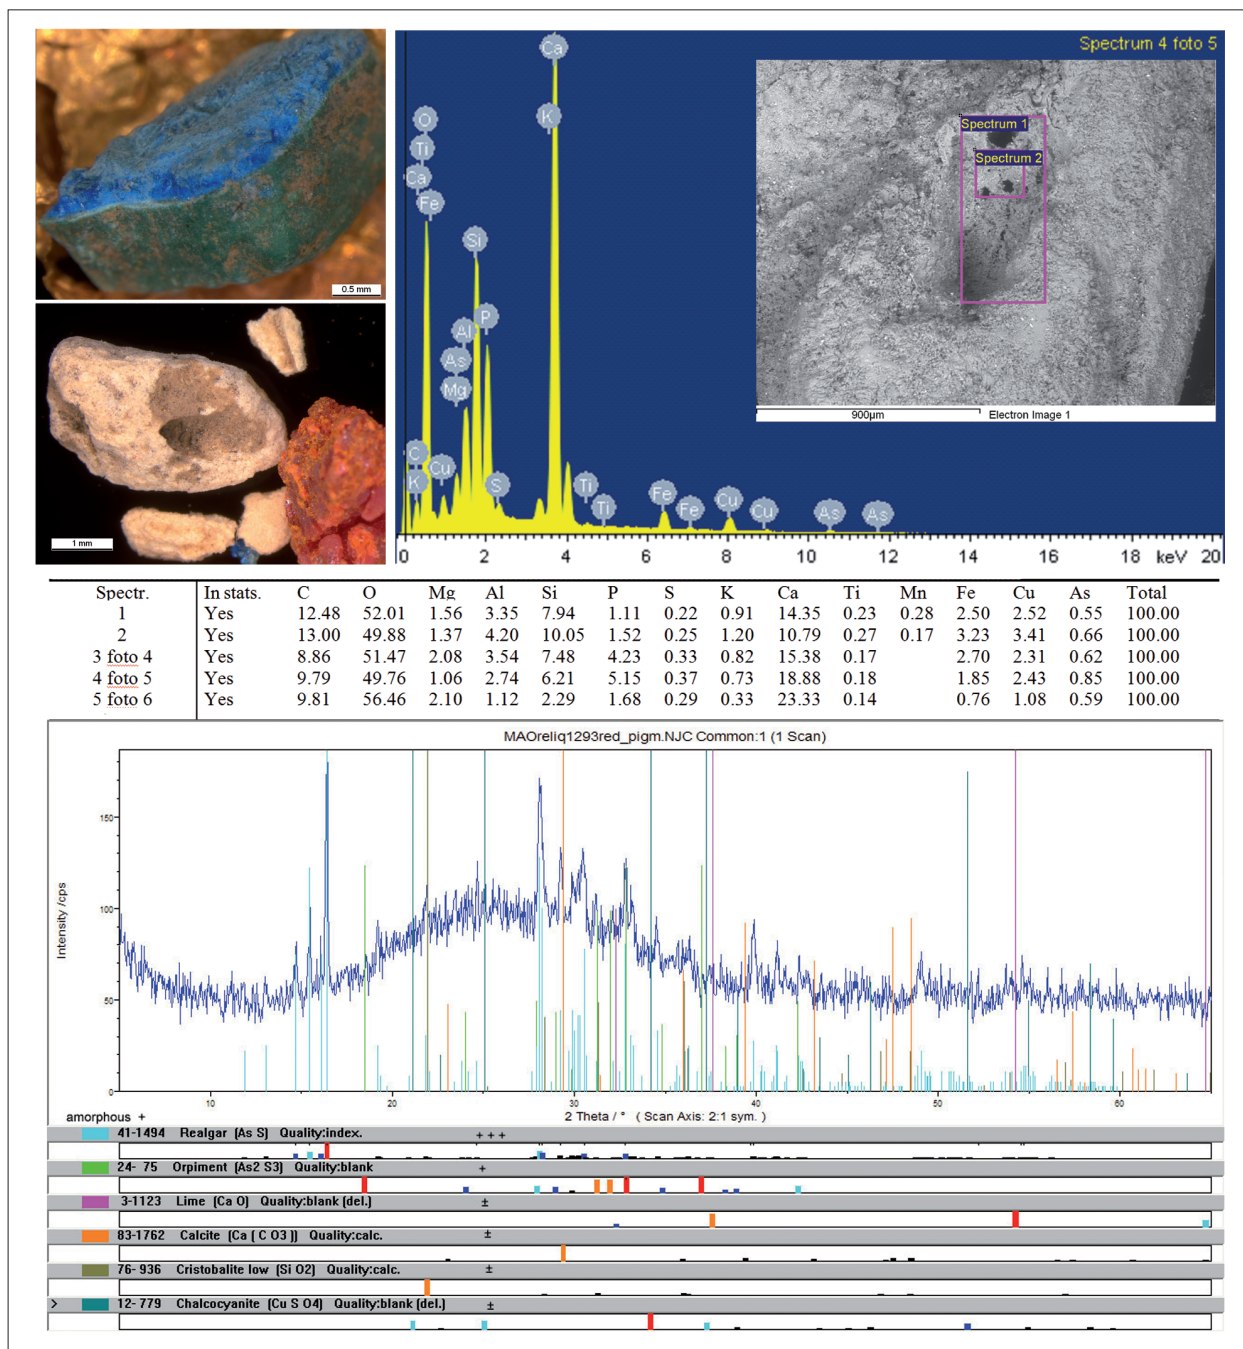 0.5 mm
1 mm
Spectrum 4 foto 5
Ca
K
O
Ti
Ca
Fe
Si
P
Al
As
Mg
C
K
Cu
S
Ti
Ti
Fe
Fe
Cu
Cu
As
As
0 2 4 6 8 10 12 14 16 18 keV 20
Spectrum 1
Spectrum 2
900µm Electron Image 1
Spectr. In stats. C O Mg Al Si P S K Ca Ti Mn Fe Cu As Total
1 Yes 12.48 52.01 1.56 3.35 7.94 1.11 0.22 0.91 14.35 0.23 0.28 2.50 2.52 0.55 100.00
2 Yes 13.00 49.88 1.37 4.20 10.05 1.52 0.25 1.20 10.79 0.27 0.17 3.23 3.41 0.66 100.00
3 foto 4 Yes 8.86 51.47 2.08 3.54 7.48 4.23 0.33 0.82 15.38 0.17 2.70 2.31 0.62 100.00
4 foto 5 Yes 9.79 49.76 1.06 2.74 6.21 5.15 0.37 0.73 18.88 0.18 1.85 2.43 0.85 100.00
5 foto 6 Yes 9.81 56.46 2.10 1.12 2.29 1.68 0.29 0.33 23.33 0.14 0.76 1.08 0.59 100.00
MAOreliq1293red_pigm.NJC Common:1 (1 Scan)
Intensity /cps
150
100
50
0
10 20 30 40 50 60
2 Theta / ° ( Scan Axis: 2:1 sym. )
amorphous +
41-1494 Realgar (As S) Quality:index. + + +
24- 75 Orpiment (As2 S3) Quality:blank +
3-1123 Lime (Ca O) Quality:blank (del.) ±
83-1762 Calcite (Ca ( C O3 )) Quality:calc. ±
76- 936 Cristobalite low (Si O2) Quality:calc. ±
> 12- 779 Chalcocyanite (Cu S O4) Quality:blank (del.) ±